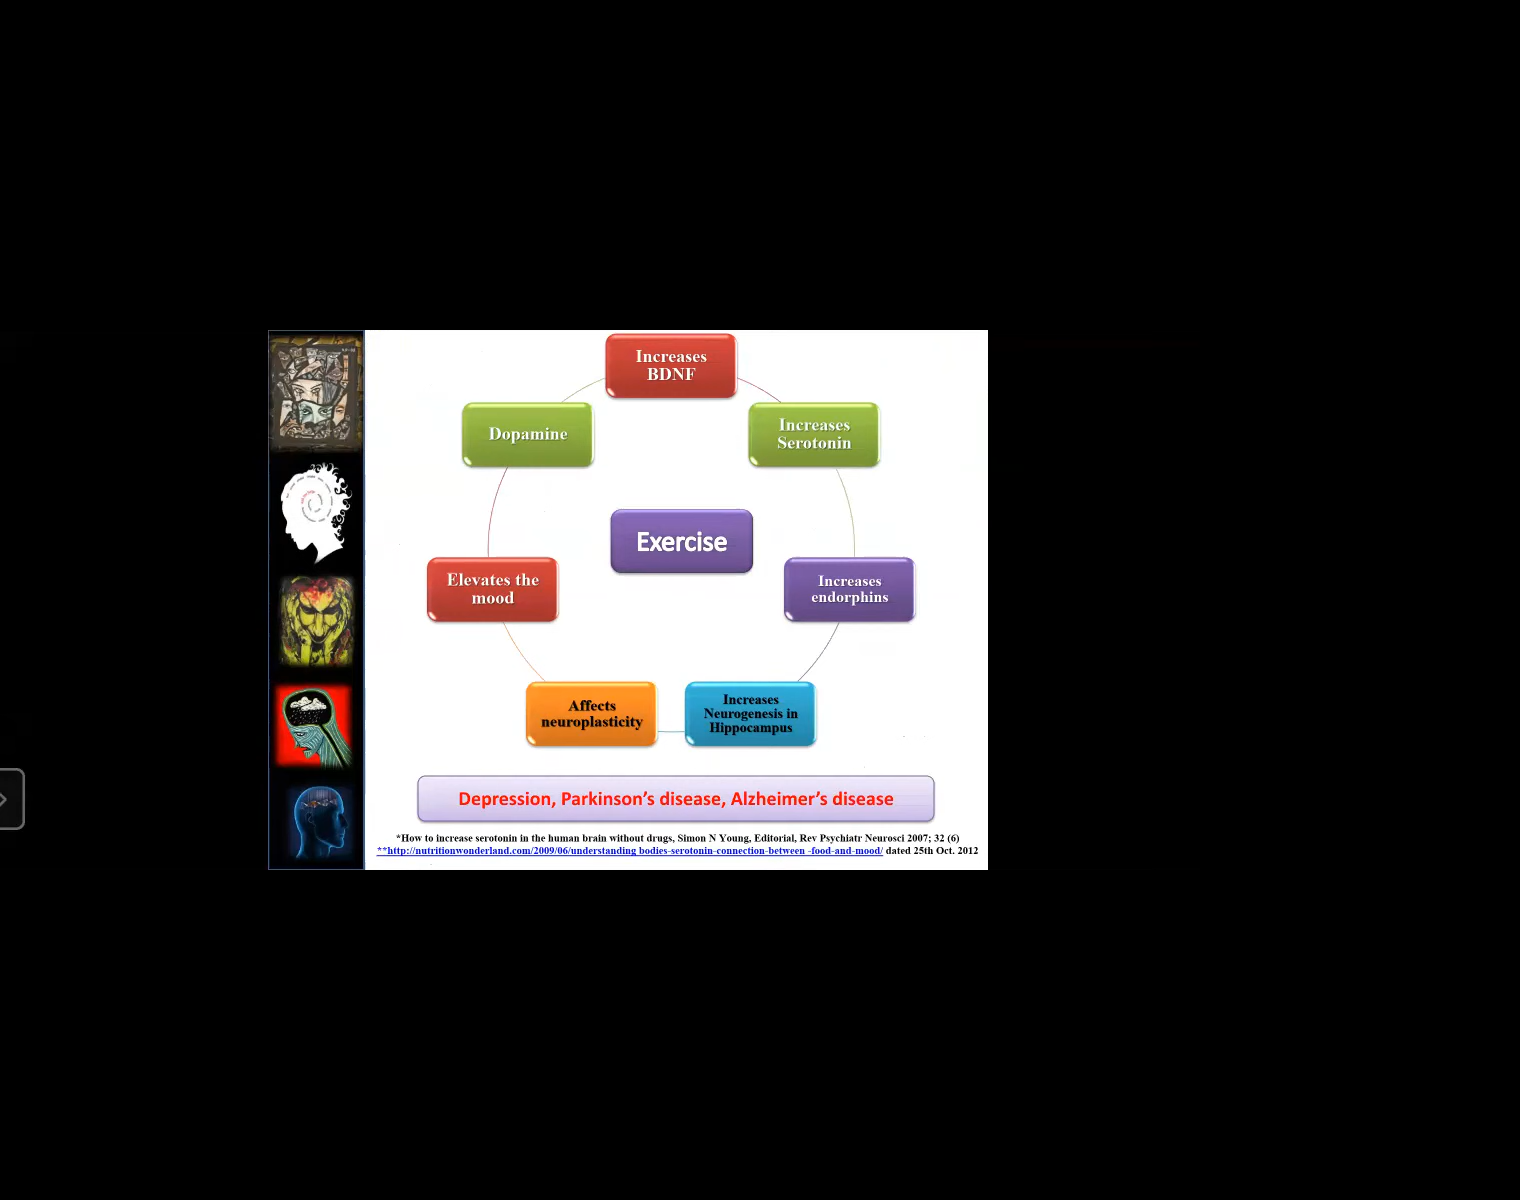 Increases
BDNF
Dopamine
Increases
Serotonin
Exercise
Elevates the
mood
Increases
endorphins
Affects
neuroplasticity
Increases
Neurogenesis in
Hippocampus
Depression, Parkinson's disease, Alzheimer's disease
*How to increase serotonin in the human brain without drugs, Simon N Young, Editorial, Rev Psychiatr Neurosci 2007; 32 (6)
**http://nutritionwonderland.com/2009/06/understanding bodies-serotonin-connection-between -food-and-mood/ dated 25th Oct. 2012